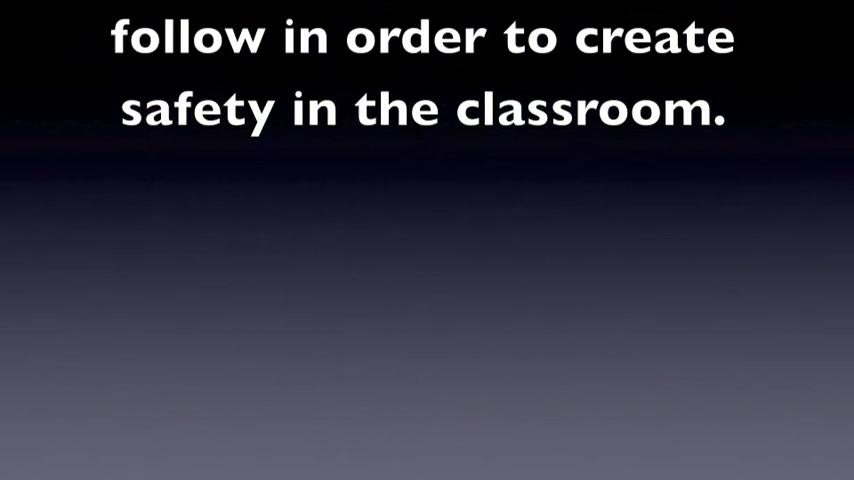 follow in order to create
safety in the classroom.